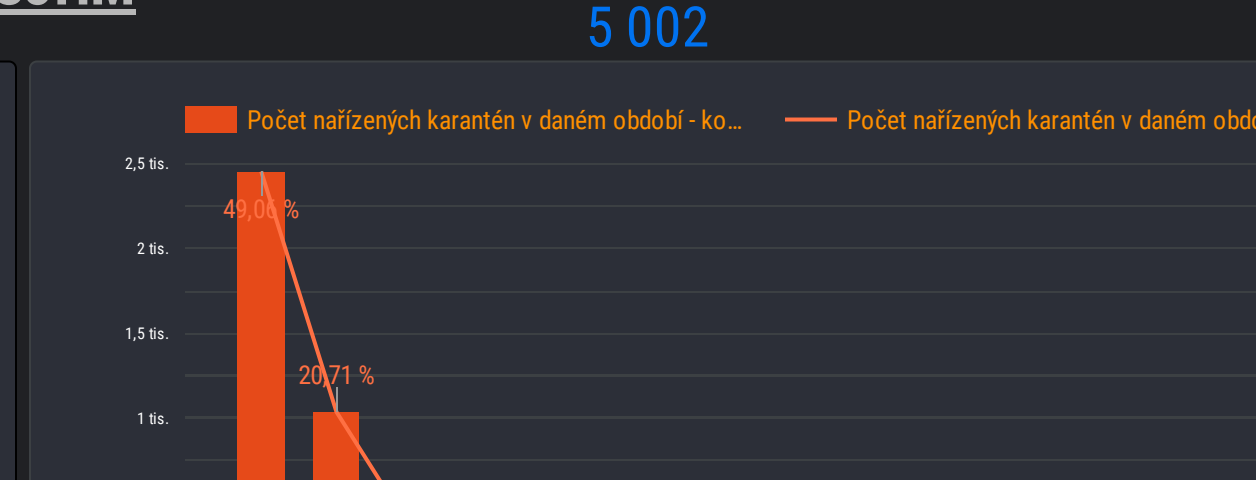 5 002
Počet nařízených karantén v daném období - ko...
Počet nařízených karantén v daném
2,5 tis.
49,06 %
2 tis.
1,5 tis.
20,71 %
1 tis.